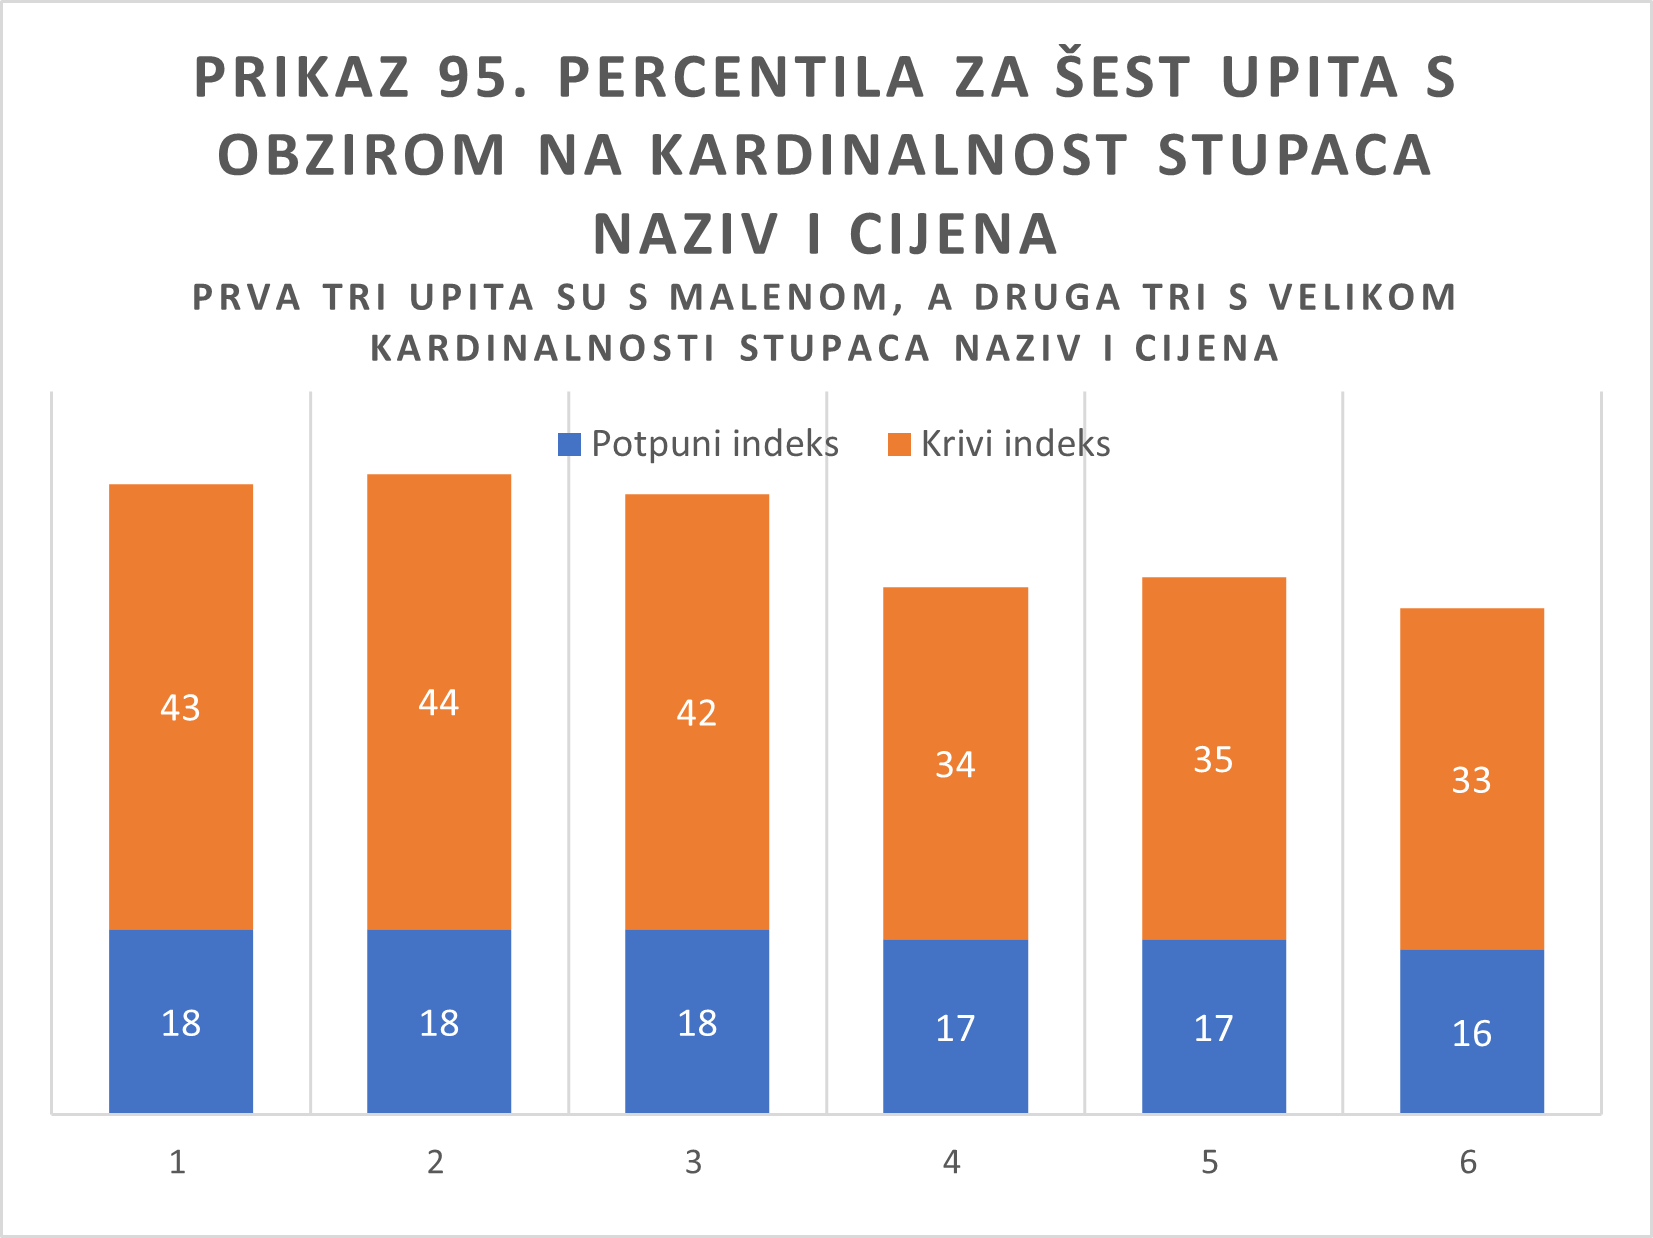 PRIKAZ 95. PERCENTILA ZA ŠEST UPITA S
OBZIROM NA KARDINALNOST STUPACA
NAZIV I CIJENA
PRVA TRI UPITA SU S MALENOM, A DRUGA TRI S VELIKOM
KARDINALNOSTI STUPACA NAZIV I CIJENA
Potpuni indeks Krivi indeks
43 44 42 34 35 33
18 18 18 17 17 16
1 2 3 4 5 6